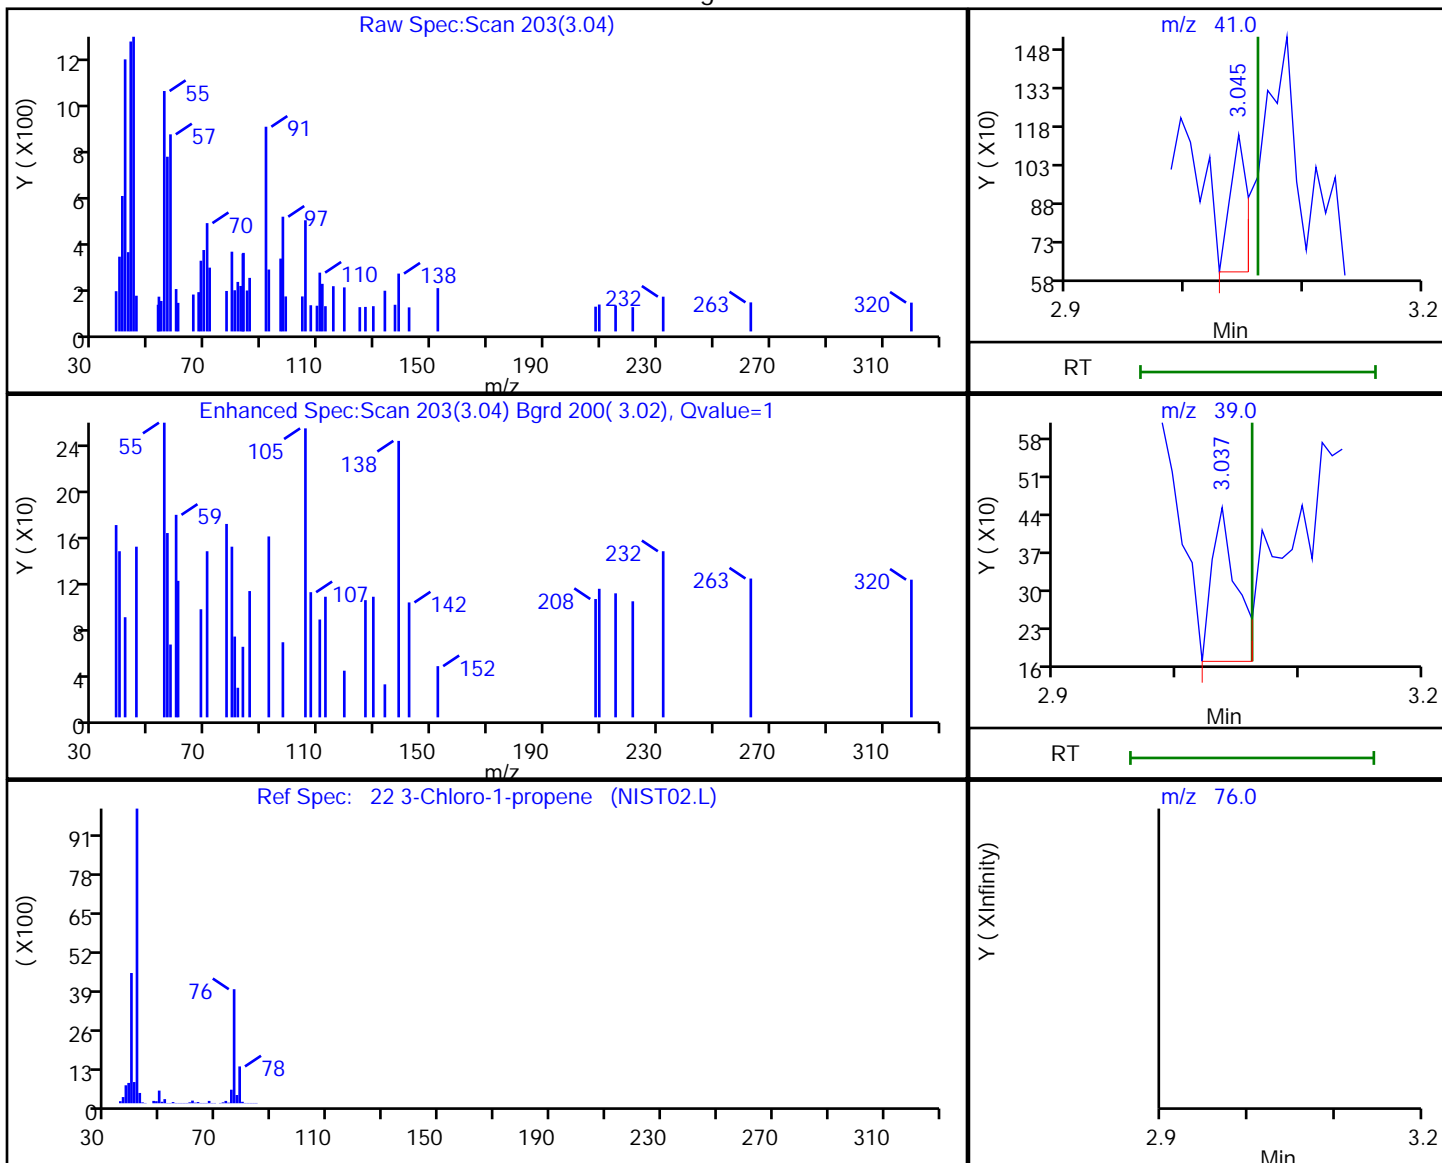 Raw Spec:Scan 203(3.04)
Y ( X100)
12
10
8
6
4
2
0
55
57
91
70
97
110
138
232
263
320
30 70 110 150 190 230 270 310
m/z
m/z 41.0
Y ( X10)
148
133
118
103
88
73
58
3.045
2.9 3.2
Min
RT
Enhanced Spec:Scan 203(3.04) Bgrd 200( 3.02), Qvalue=1
Y ( X10)
24
20
16
12
8
4
0
55
105
138
59
107
142
152
208
232
263
320
30 70 110 150 190 230 270 310
m/z
m/z 39.0
Y ( X10)
58
51
44
37
30
23
16
3.037
2.9 3.2
Min
RT
Ref Spec: 22 3-Chloro-1-propene (NIST02.L)
( X100)
91
78
65
52
39
26
13
0
76
78
30 70 110 150 190 230 270 310
m/z 76.0
Y ( XInfinity)
2.9 3.2
Min